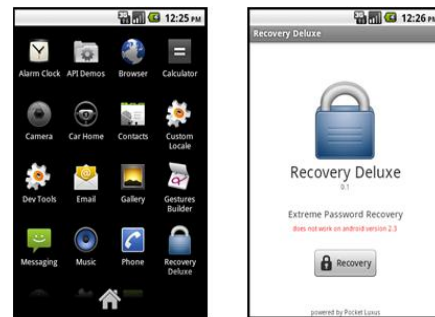 12:25 PM
Alarm Clock API Demos Browser Calculator
Camera Car Home Contacts Custom
Locale
Dev Tools Email Gallery Gestures
Builder
Messaging Music Phone Recovery
Deluxe
12:26 PM
Recovery Deluxe
Recovery Deluxe
0.1
Extreme Password Recovery
does not work on android version 2.3
Recovery
powered by Pocket Luxus